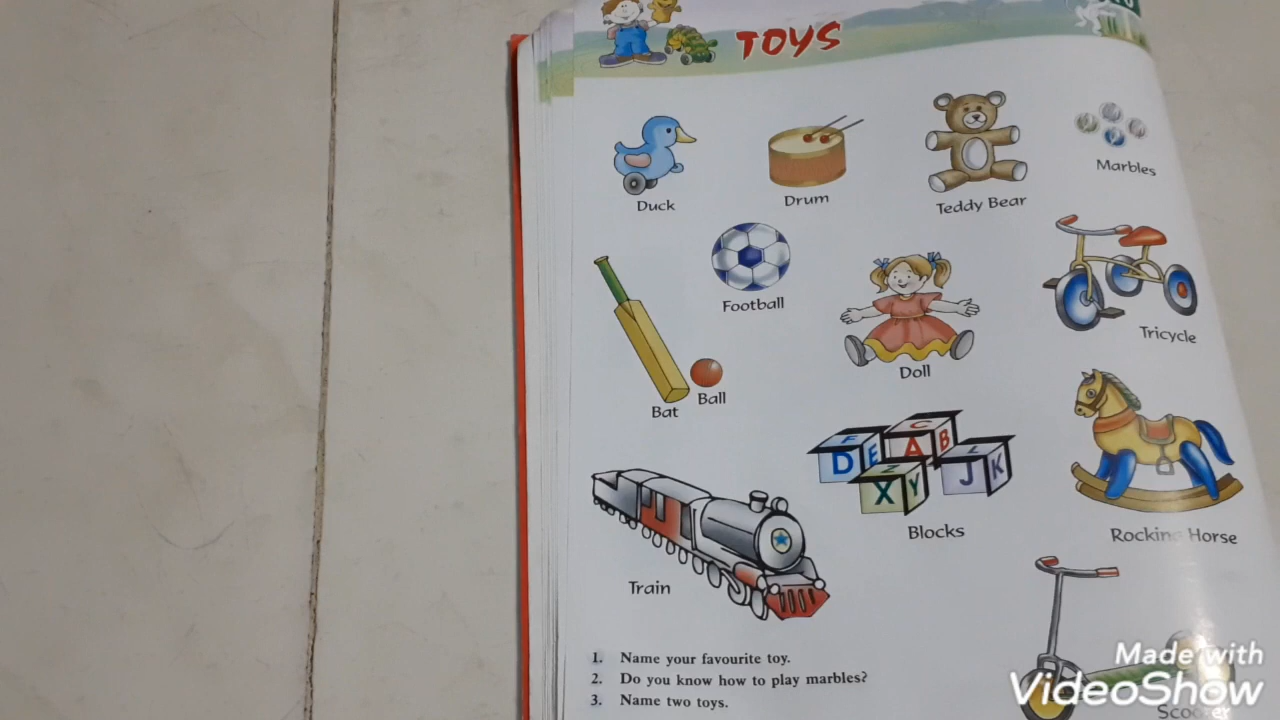 TOYS
Duck
Drum
Teddy Bear
Marbles
Football
Tricycle
Doll
Bat
Ball
F
D
E
C
A
B
Z
X
Y
L
J
K
Blocks
Rocking Horse
Train
1. Name your favourite toy.
2. Do you know how to play marbles?
3. Name two toys.
Scooter
Made with
VideoShow